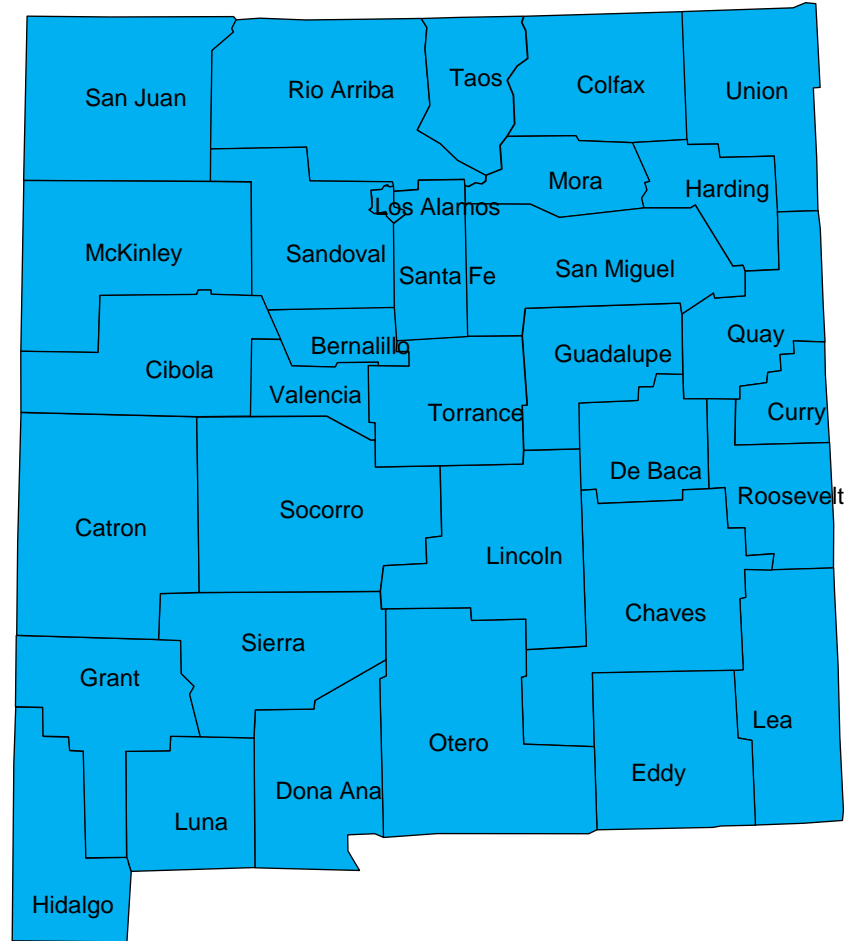 Taos
Colfax
Rio Arriba
Union
San Juan
Mora
Harding
Los Alamos
McKinley
Sandoval
San Miguel
Santa Fe
Quay
Bernalillo
Guadalupe
Cibola
Valencia
Torrance
Curry
De Baca
Roosevelt
Socorro
Catron
Lincoln
Chaves
Sierra
Grant
Lea
Otero
Eddy
Dona Ana
Luna
Hidalgo